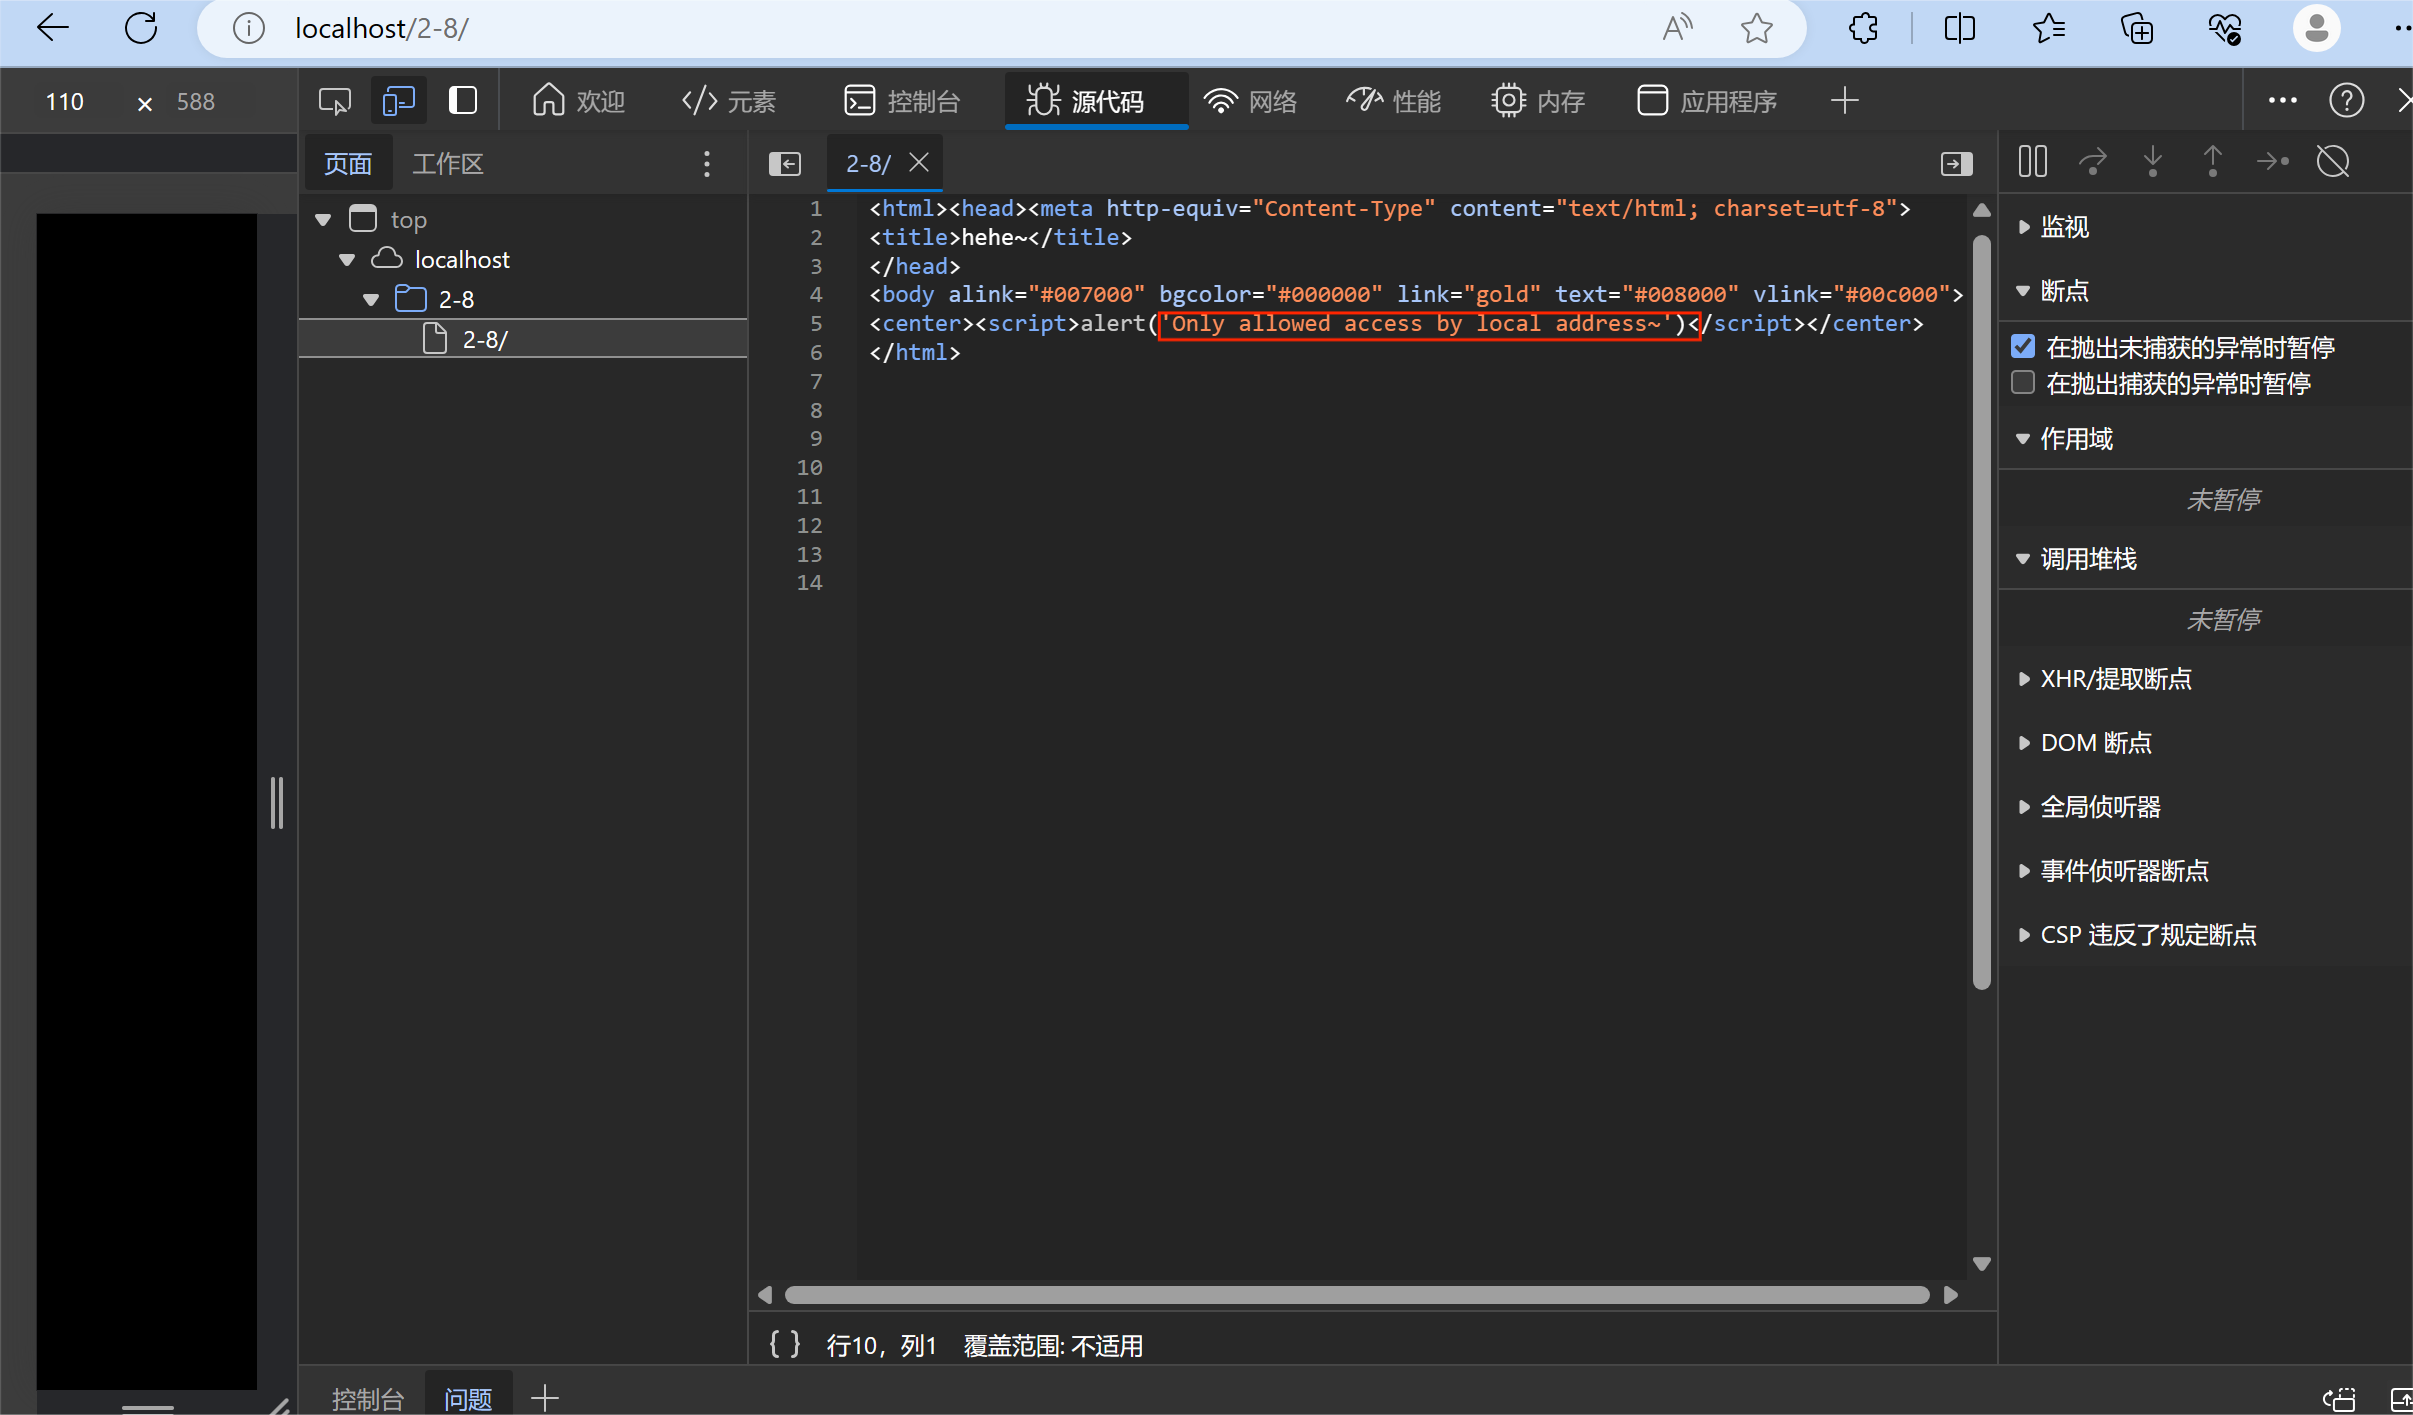 localhost/2-8/
110 × 588
欢迎
元素
控制台
源代码
网络
性能
内存
应用程序
页面
工作区
2-8/
top
localhost
2-8
2-8/
1 <html><head><meta http-equiv="Content-Type" content="text/html; charset=utf-8">
2 <title>hehe~</title>
3 </head>
4 <body alink="#007000" bgcolor="#000000" link="gold" text="#008000" vlink="#00c000">
5 <center><script>alert('Only allowed access by local address~')</script></center>
6 </html>
7
8
9
10
11
12
13
14
{ } 行10，列1 覆盖范围: 不适用
监视
断点
在抛出未捕获的异常时暂停
在抛出捕获的异常时暂停
作用域
未暂停
调用堆栈
未暂停
XHR/提取断点
DOM 断点
全局侦听器
事件侦听器断点
CSP 违反了规定断点
控制台
问题